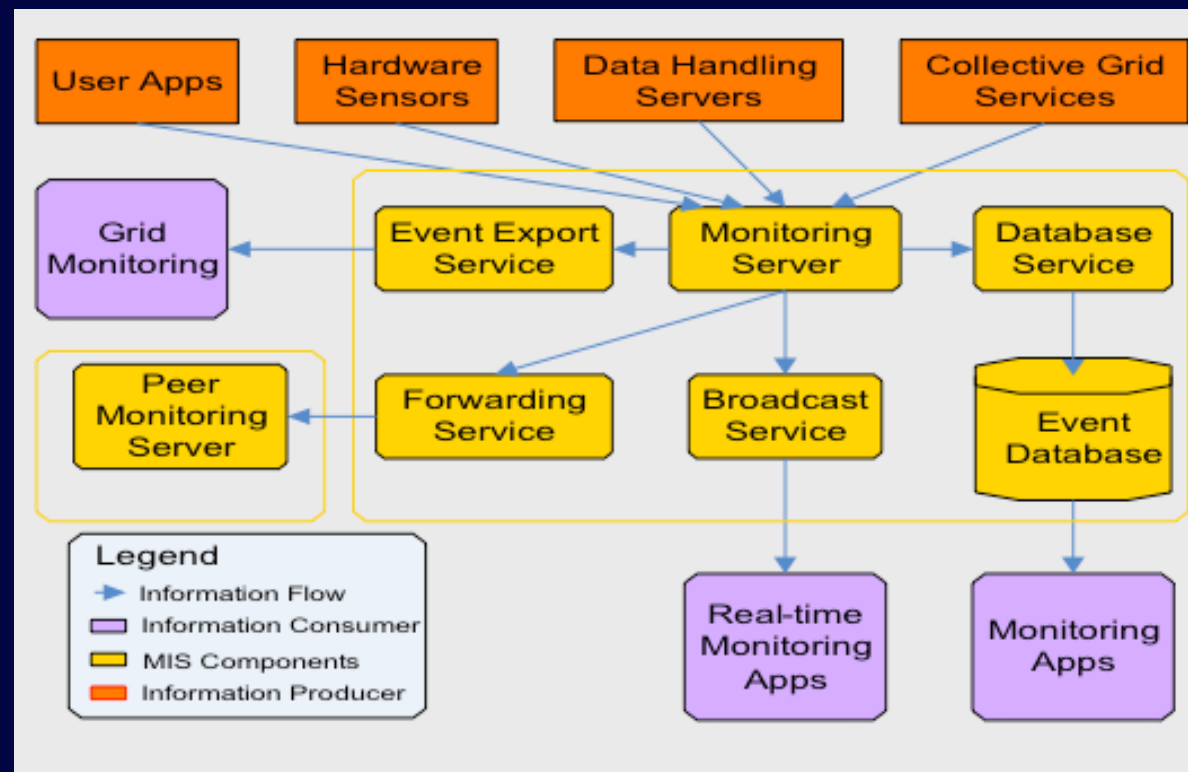 User Apps
Hardware
Sensors
Data Handling
Servers
Collective Grid
Services
Grid
Monitoring
Event Export
Service
Monitoring
Server
Database
Service
Peer
Monitoring
Server
Forwarding
Service
Broadcast
Service
Event
Database
Legend
Information Flow
Information Consumer
MIS Components
Information Producer
Real-time
Monitoring
Apps
Monitoring
Apps